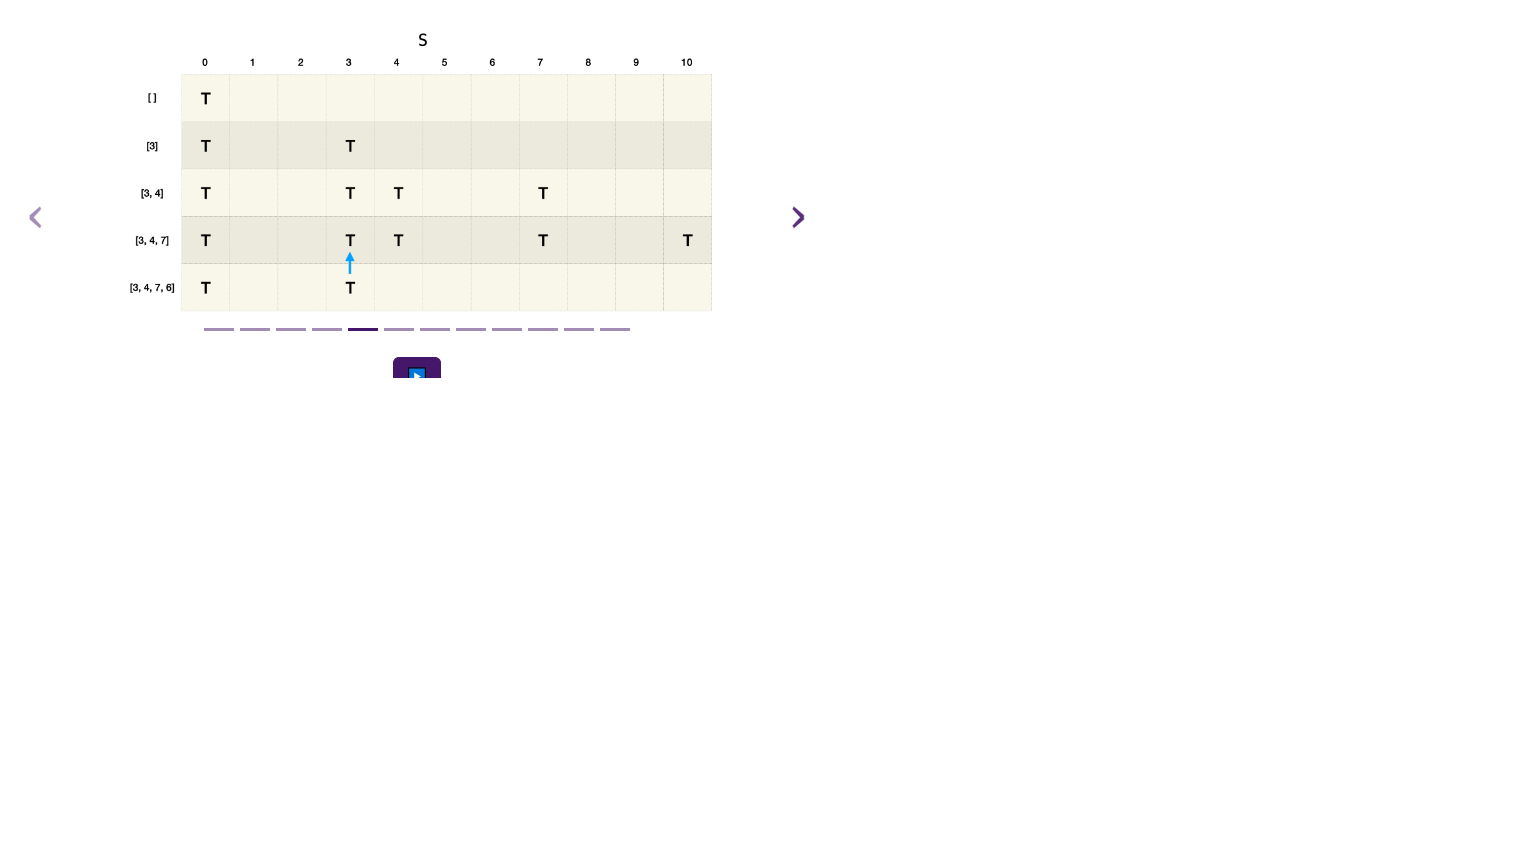 S
0 1 2 3 4 5 6 7 8 9 10
[ ] T
[3] T T
[3, 4] T T T T
[3, 4, 7] T T T T T
[3, 4, 7, 6] T T